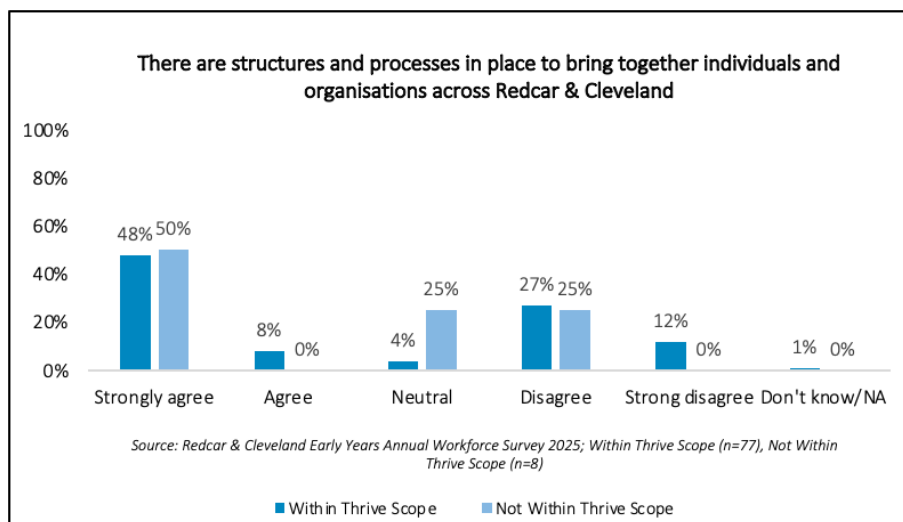 There are structures and processes in place to bring together individuals and
organisations across Redcar & Cleveland
100%
80%
60%
40%
20%
0%
48%
50%
8%
0%
4%
25%
27%
25%
12%
0%
1%
0%
Strongly agree
Agree
Neutral
Disagree
Strong disagree
Don't know/NA
Source: Redcar & Cleveland Early Years Annual Workforce Survey 2025; Within Thrive Scope (n=77), Not Within
Thrive Scope (n=8)
Within Thrive Scope
Not Within Thrive Scope